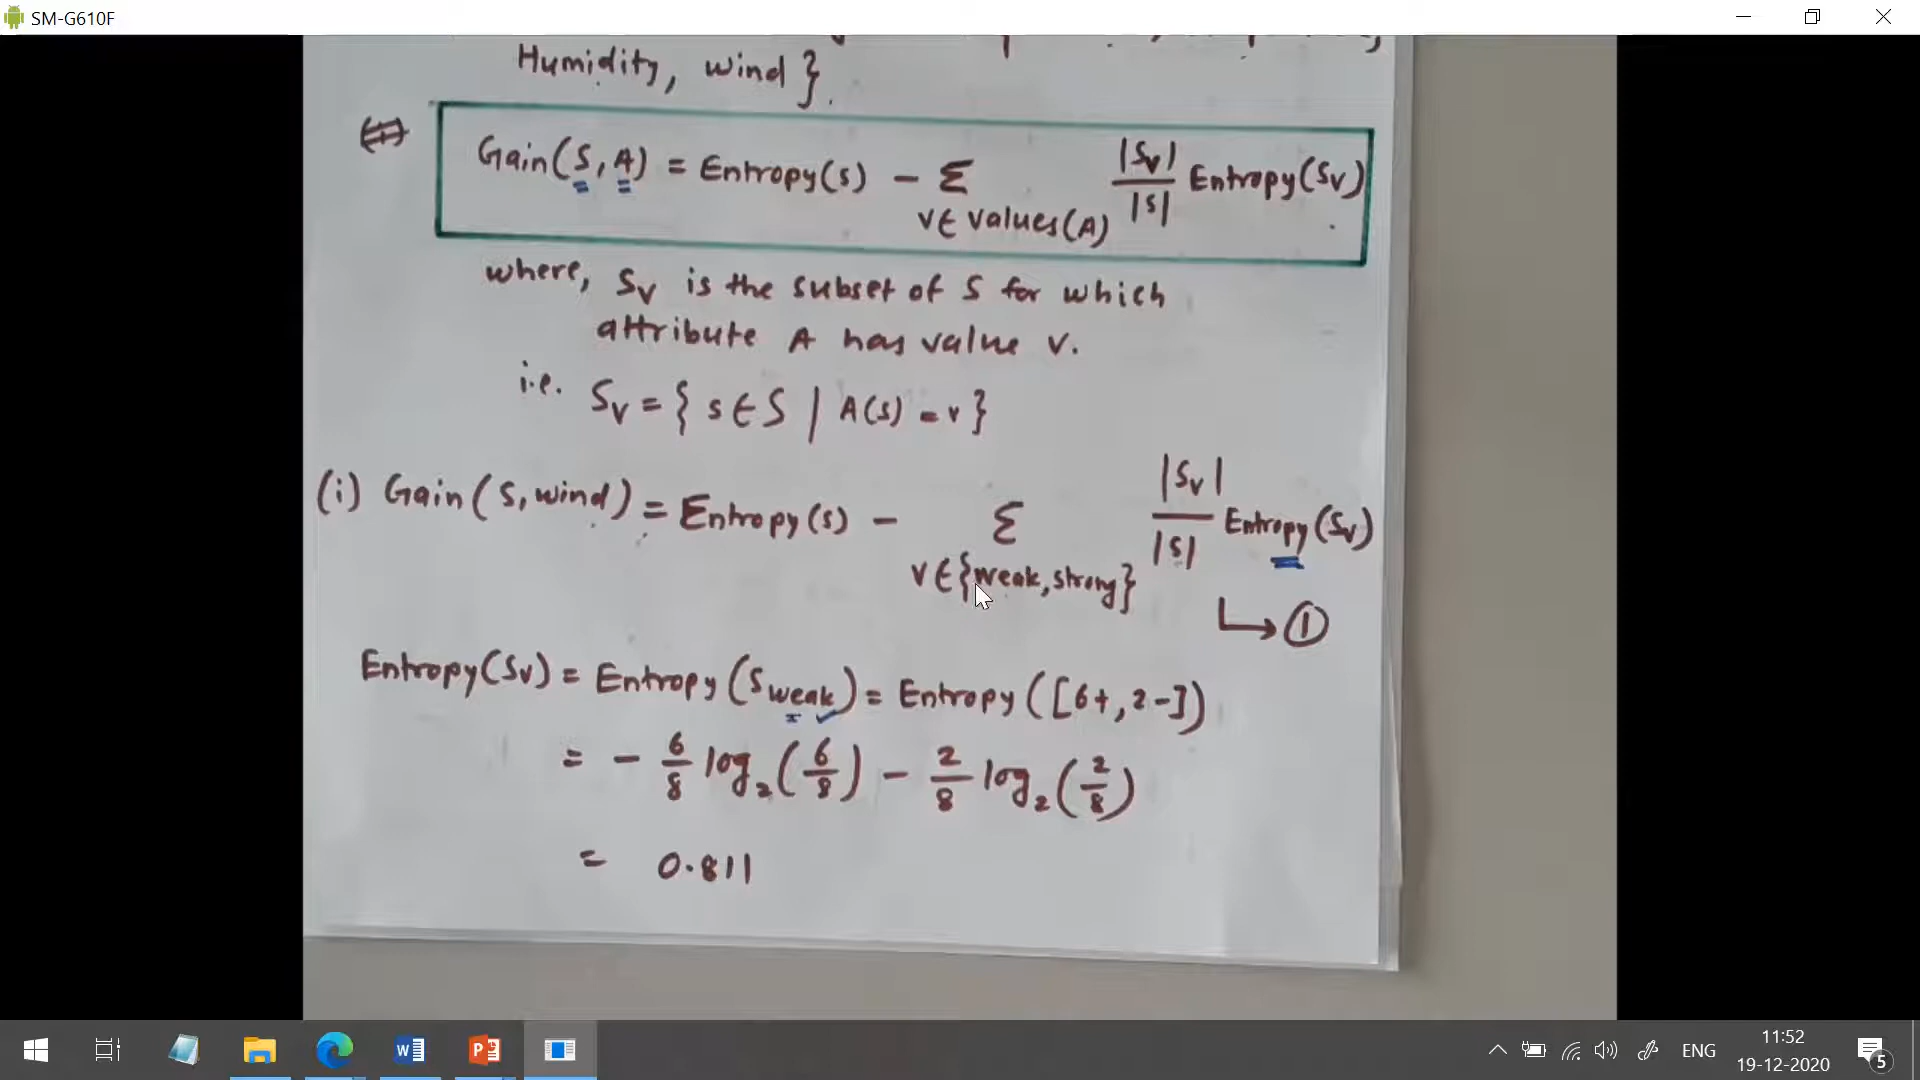 SM-G610F
Humidity, wind }.
Gain(S, A) = Entropy(S) - Σ |Sv| / |S| Entropy(Sv)
v∈ values(A)
where, Sv is the subset of S for which
attribute A has value v.
i.e. Sv = { s ∈ S | A(s) = v }
(i) Gain(S, wind) = Entropy(S) - Σ |Sv| / |S| Entropy(Sv)
v ∈ {weak, strong}
↳ ①
Entropy(Sv) = Entropy(Sweak) = Entropy([6+, 2-])
= - 6/8 log₂(6/8) - 2/8 log₂(2/8)
= 0.811
ENG
11:52
19-12-2020
5